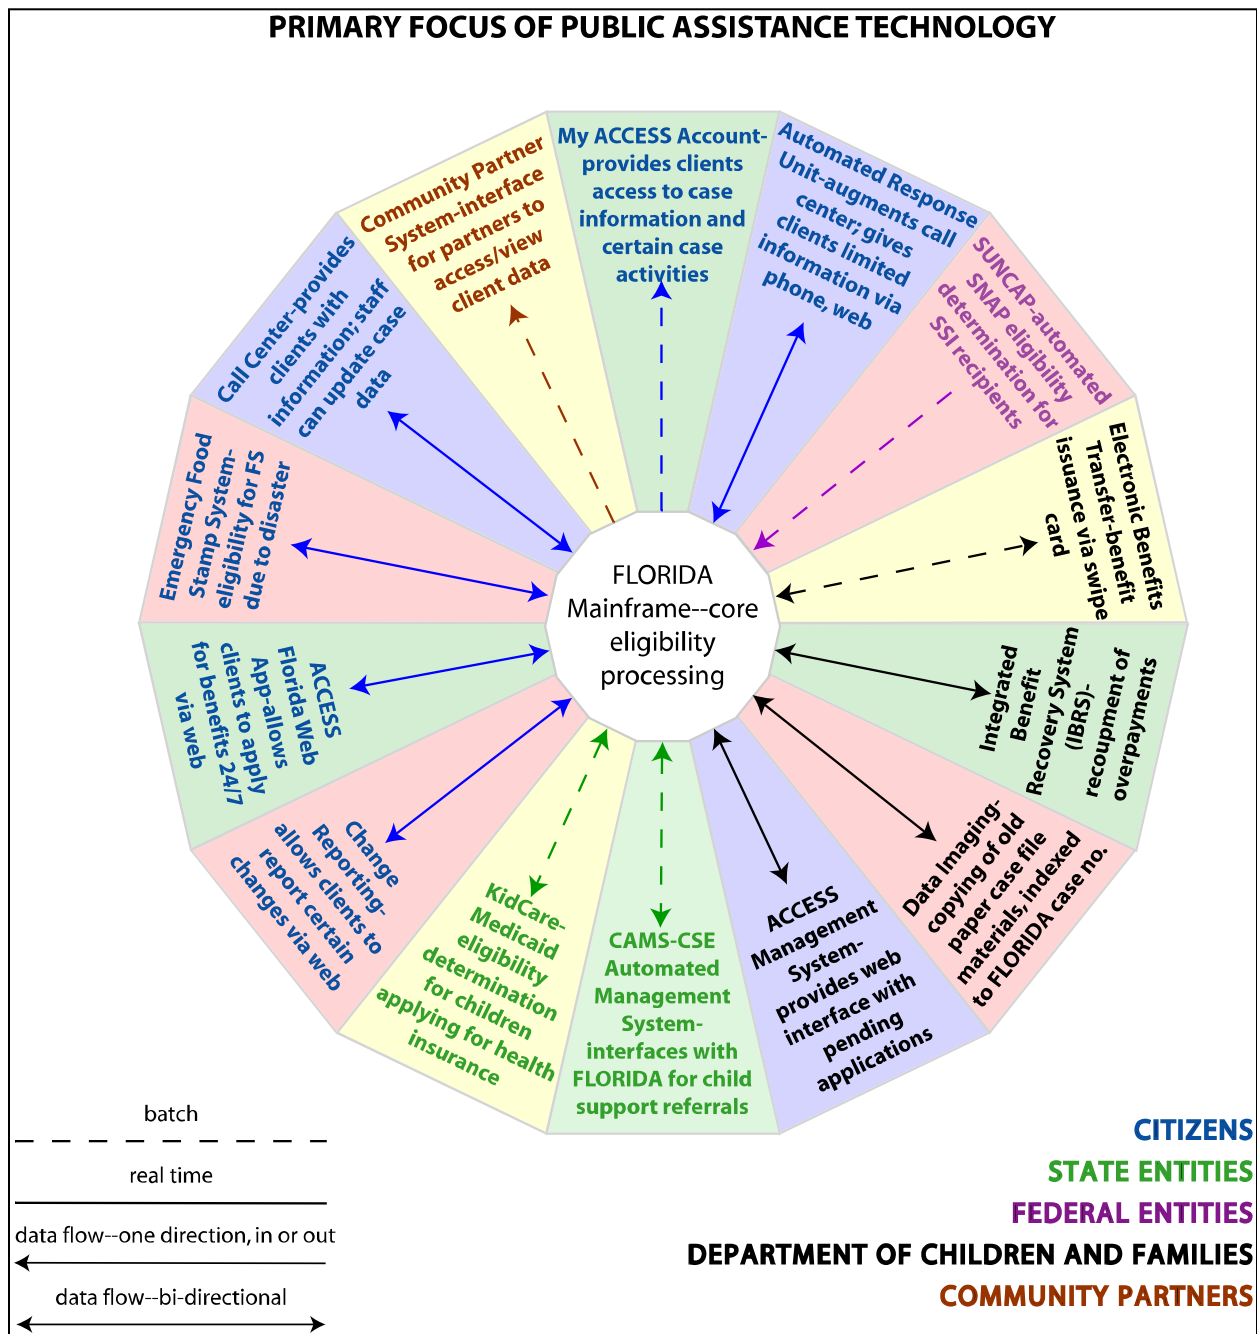 PRIMARY FOCUS OF PUBLIC ASSISTANCE TECHNOLOGY
My ACCESS Account-
provides clients
access to case
information and
certain case
activities
Automated Response
Unit-augments call
center; gives
clients limited
information via
phone, web
SUNCAP-automated
SNAP eligibility
determination for
SSI recipients
Electronic Benefits
Transfer-benefit
issuance via swipe
card
Integrated
Benefit
Recovery System
(IBRS)-
recoupment of
overpayments
Data Imaging-
copying of old
paper case file
materials, indexed
to FLORIDA case no.
ACCESS
Management
System-
provides web
interface with
pending
applications
CAMS-CSE
Automated
Management
System-
interfaces with
FLORIDA for child
support referrals
KidCare-
Medicaid
eligibility
determination
for children
applying for health
insurance
Change
Reporting-
allows clients to
report certain
changes via web
ACCESS
Florida Web
App-allows
clients to apply
for benefits 24/7
via web
Emergency Food
Stamp System-
eligibility for FS
due to disaster
Call Center-provides
clients with
information; staff
can update case
data
Community Partner
System-interface
for partners to
access/view
client data
FLORIDA
Mainframe--core
eligibility
processing
batch
real time
data flow--one direction, in or out
data flow--bi-directional
CITIZENS
STATE ENTITIES
FEDERAL ENTITIES
DEPARTMENT OF CHILDREN AND FAMILIES
COMMUNITY PARTNERS